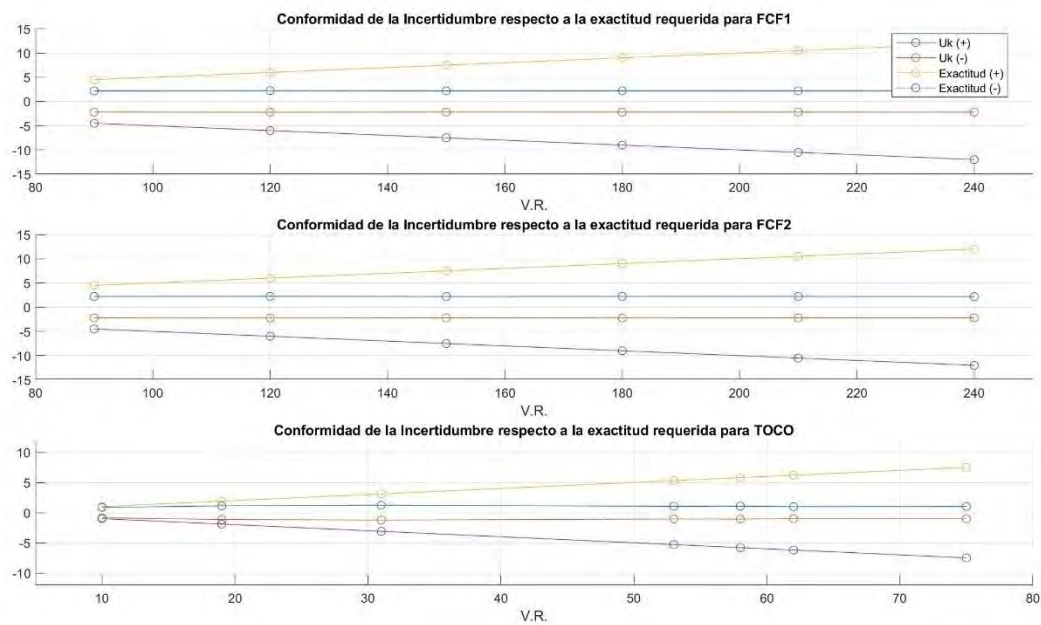 Conformidad de la Incertidumbre respecto a la exactitud requerida para FCF1
15
10
5
0
-5
-10
-15
Uk (+)
Uk (-)
Exactitud (+)
Exactitud (-)
80 100 120 140 160 180 200 220 240
V.R.
Conformidad de la Incertidumbre respecto a la exactitud requerida para FCF2
15
10
5
0
-5
-10
-15
80 100 120 140 160 180 200 220 240
V.R.
Conformidad de la Incertidumbre respecto a la exactitud requerida para TOCO
10
5
0
-5
-10
10 20 30 40 50 60 70 80
V.R.